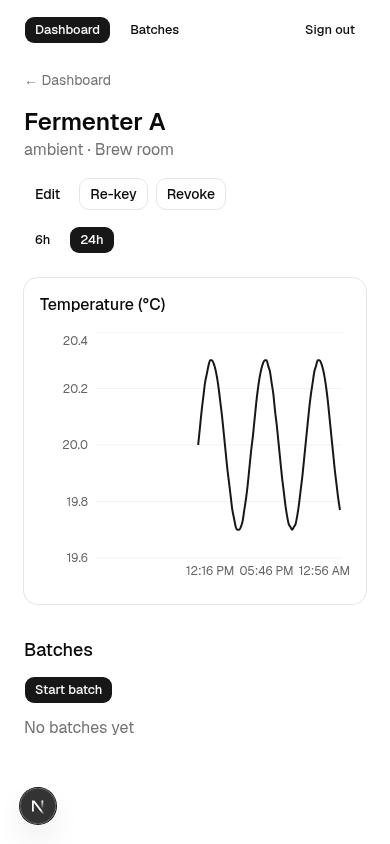 Dashboard Batches Sign out
← Dashboard
Fermenter A
ambient · Brew room
Edit Re-key Revoke
6h 24h
Temperature (°C)
20.4
20.2
20.0
19.8
19.6
12:16 PM 05:46 PM 12:56 AM
Batches
Start batch
No batches yet
N